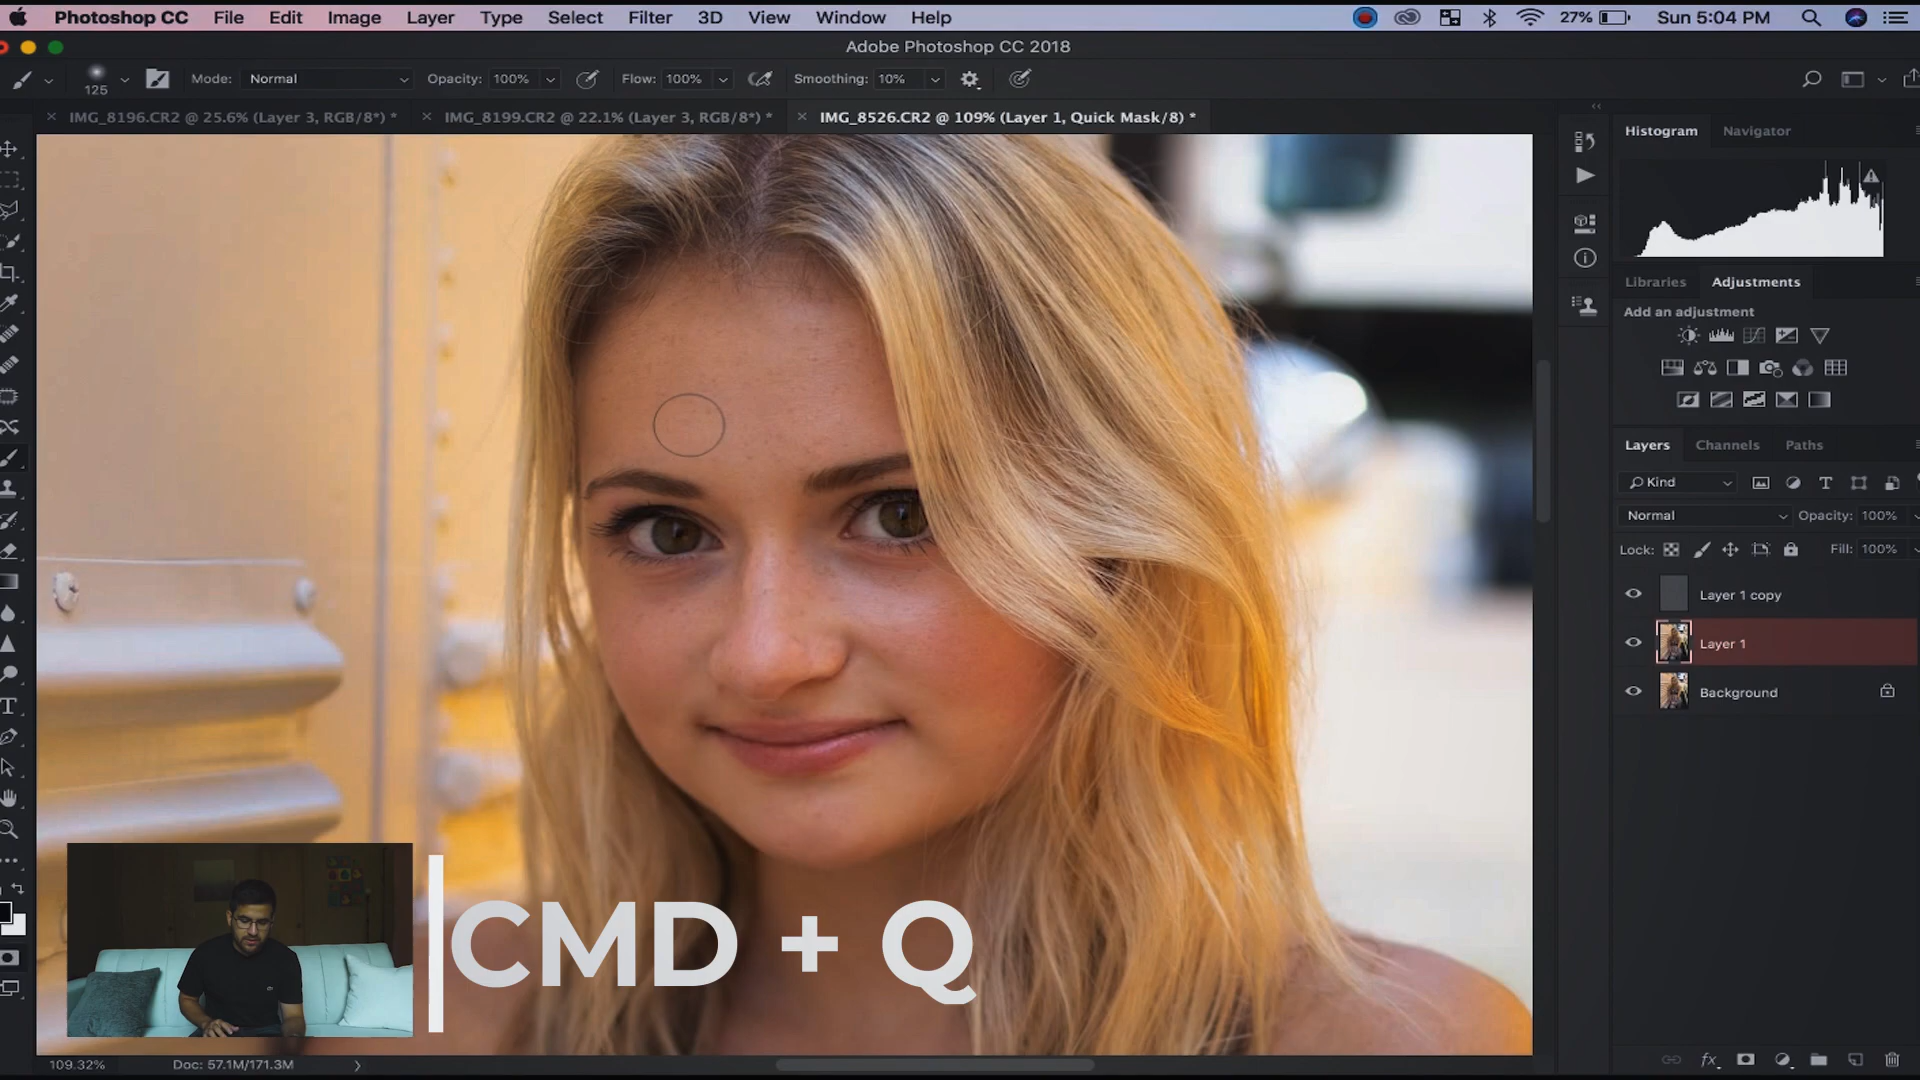 Photoshop CC File Edit Image Layer Type Select Filter 3D View Window Help 27% Sun 5:04 PM
Adobe Photoshop CC 2018
125 Mode: Normal Opacity: 100% Flow: 100% Smoothing: 10%
IMG_8196.CR2 @ 25.6% (Layer 3, RGB/8*) * IMG_8199.CR2 @ 22.1% (Layer 3, RGB/8*) * IMG_8526.CR2 @ 109% (Layer 1, Quick Mask/8) *
Histogram Navigator
Libraries Adjustments
Add an adjustment
Layers Channels Paths
Kind
Normal Opacity: 100%
Lock: Fill: 100%
Layer 1 copy
Layer 1
Background
CMD + Q
109.32% Doc: 57.1M/171.3M